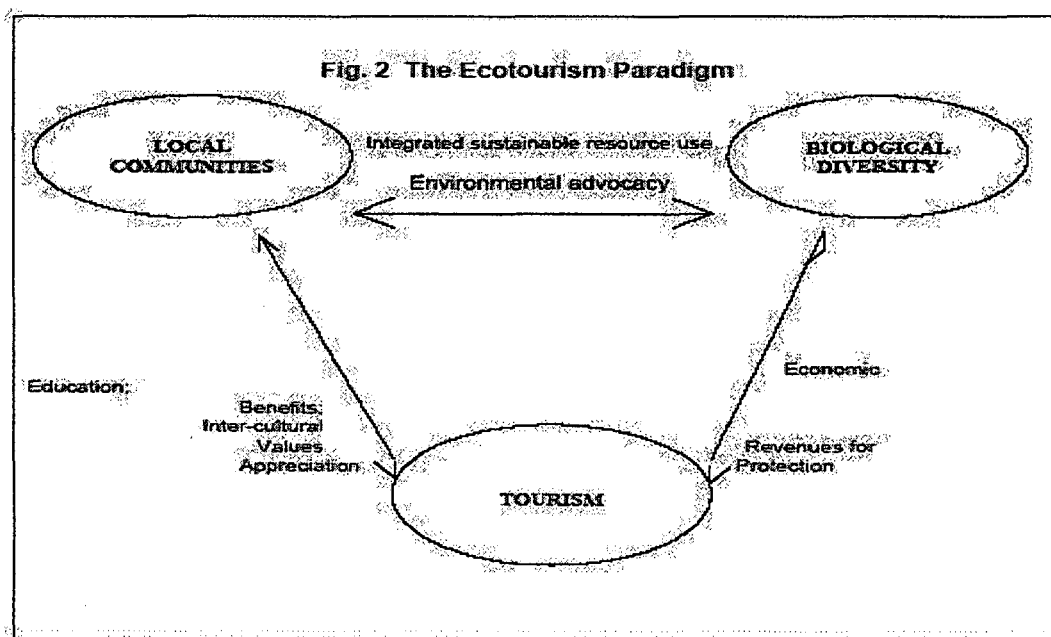 Fig. 2 The Ecotourism Paradigm
LOCAL
COMMUNITIES
Integrated sustainable resource use
Environmental advocacy
BIOLOGICAL
DIVERSITY
Education;
Benefits;
Inter-cultural
Values
Appreciation
Economic
Revenues for
Protection
TOURISM